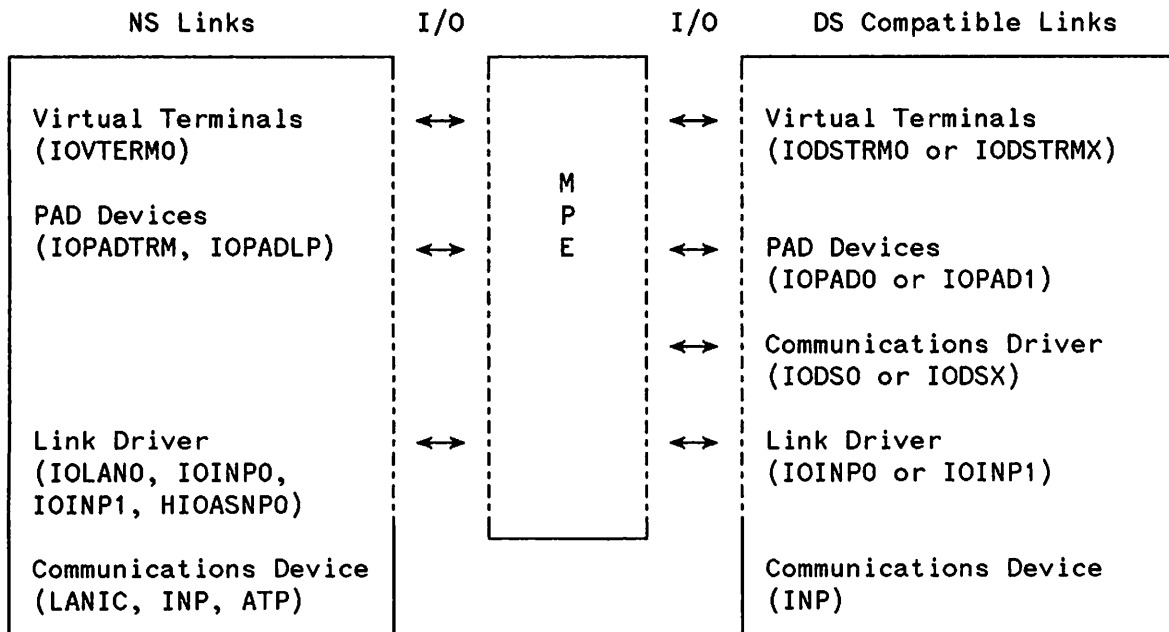 NS Links I/O I/O DS Compatible Links
Virtual Terminals
(IOVTERM0)
PAD Devices
(IOPADTRM, IOPADLP)
Link Driver
(IOLAN0, IOINP0,
IOINP1, HIOASNP0)
Communications Device
(LANIC, INP, ATP)
M
P
E
Virtual Terminals
(IODSTRM0 or IODSTRMX)
PAD Devices
(IOPAD0 or IOPAD1)
Communications Driver
(IODS0 or IODSX)
Link Driver
(IOINP0 or IOINP1)
Communications Device
(INP)